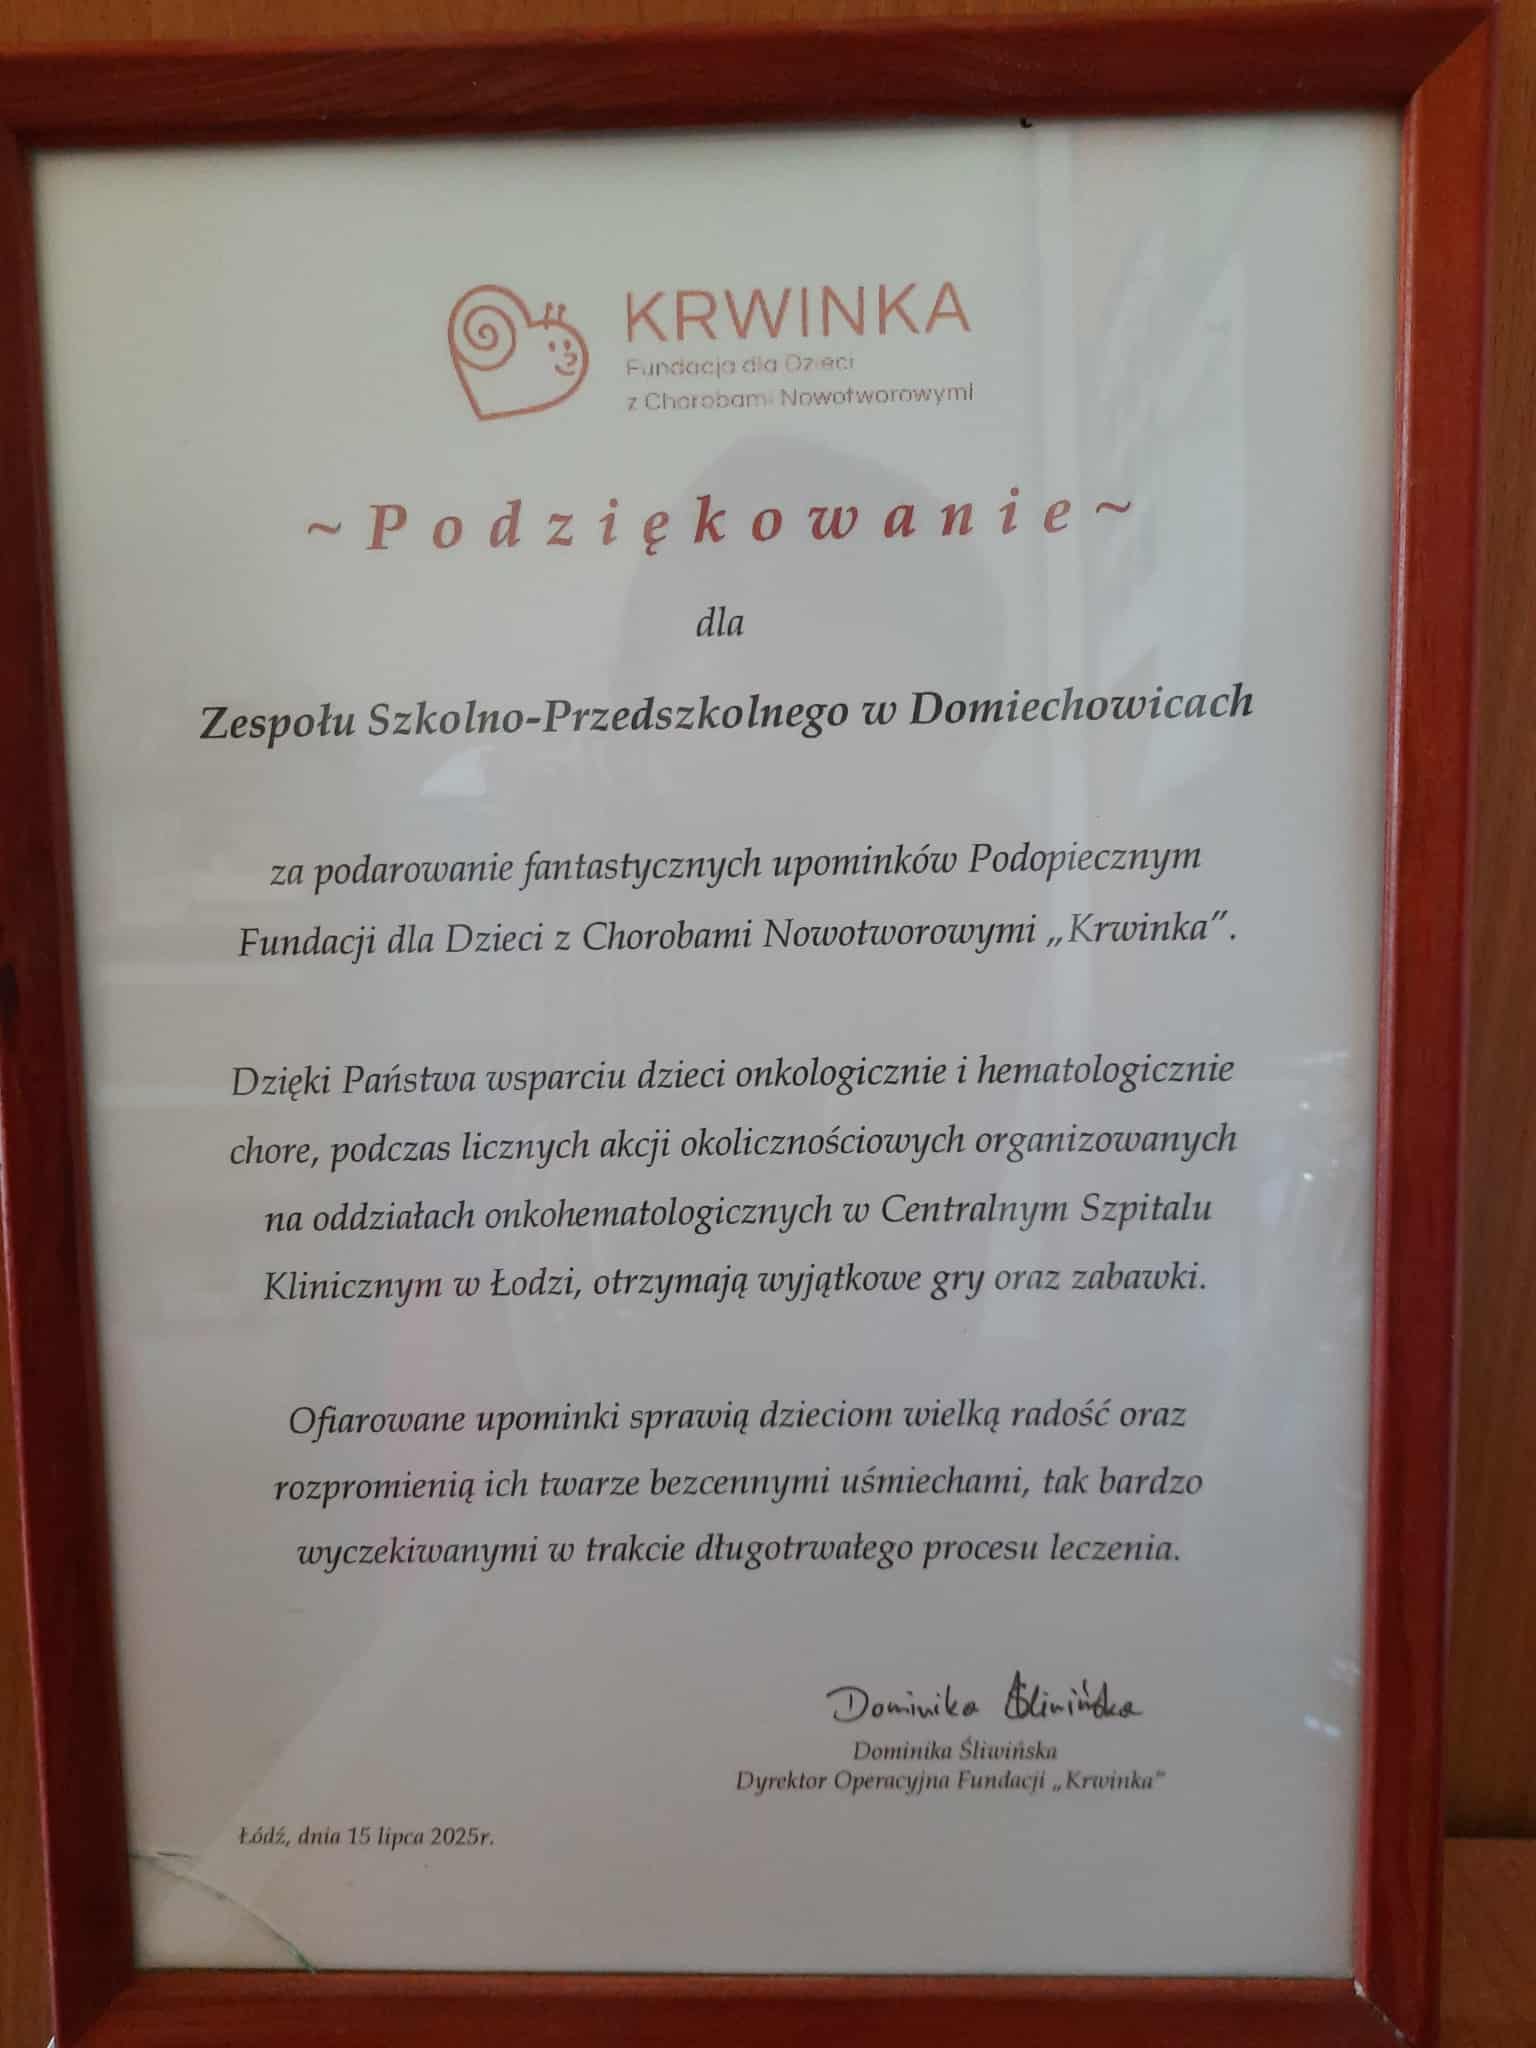 KRWINKA
Fundacja dla Dzieci
z Chorobami Nowotworowymi
~Podziękowanie~
dla
Zespołu Szkolno-Przedszkolnego w Domiechowicach
za podarowanie fantastycznych upominków Podopiecznym
Fundacji dla Dzieci z Chorobami Nowotworowymi „Krwinka”.
Dzięki Państwa wsparciu dzieci onkologicznie i hematologicznie
chore, podczas licznych akcji okolicznościowych organizowanych
na oddziałach onkohematologicznych w Centralnym Szpitalu
Klinicznym w Łodzi, otrzymają wyjątkowe gry oraz zabawki.
Ofiarowane upominki sprawią dzieciom wielką radość oraz
rozpromienią ich twarze bezcennymi uśmiechami, tak bardzo
wyczekiwanymi w trakcie długotrwałego procesu leczenia.
Dominika Śliwińska
Dominika Śliwińska
Dyrektor Operacyjna Fundacji „Krwinka”
Łódź, dnia 15 lipca 2025r.